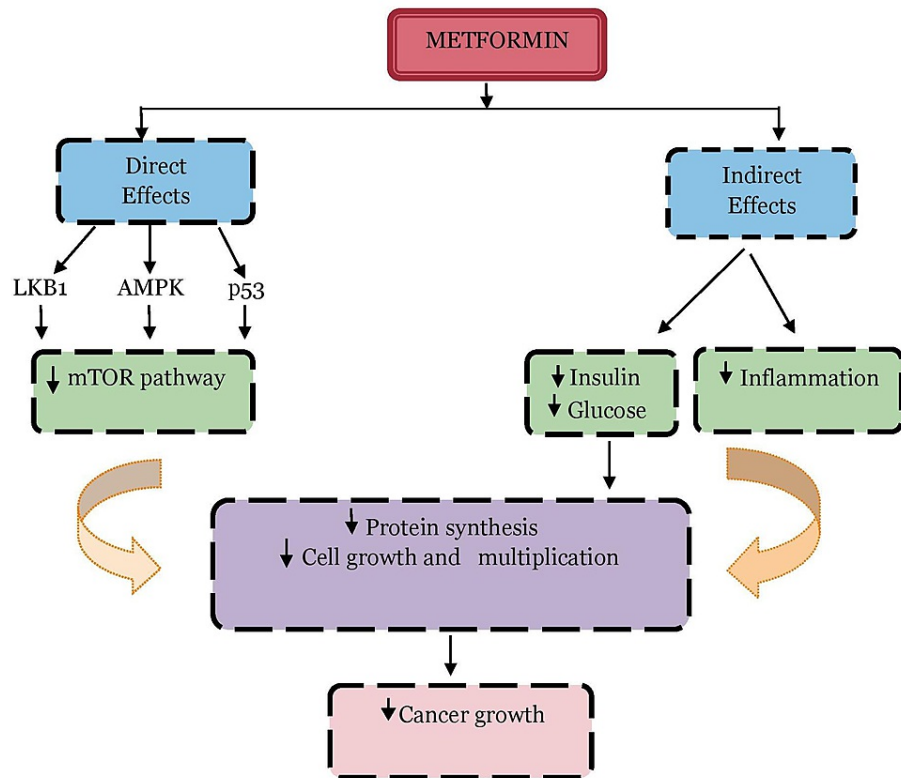 METFORMIN
Direct
Effects
Indirect
Effects
LKB1 AMPK p53
↓ mTOR pathway
↓ Insulin
↓ Glucose
↓ Inflammation
↓ Protein synthesis
↓ Cell growth and multiplication
↓ Cancer growth